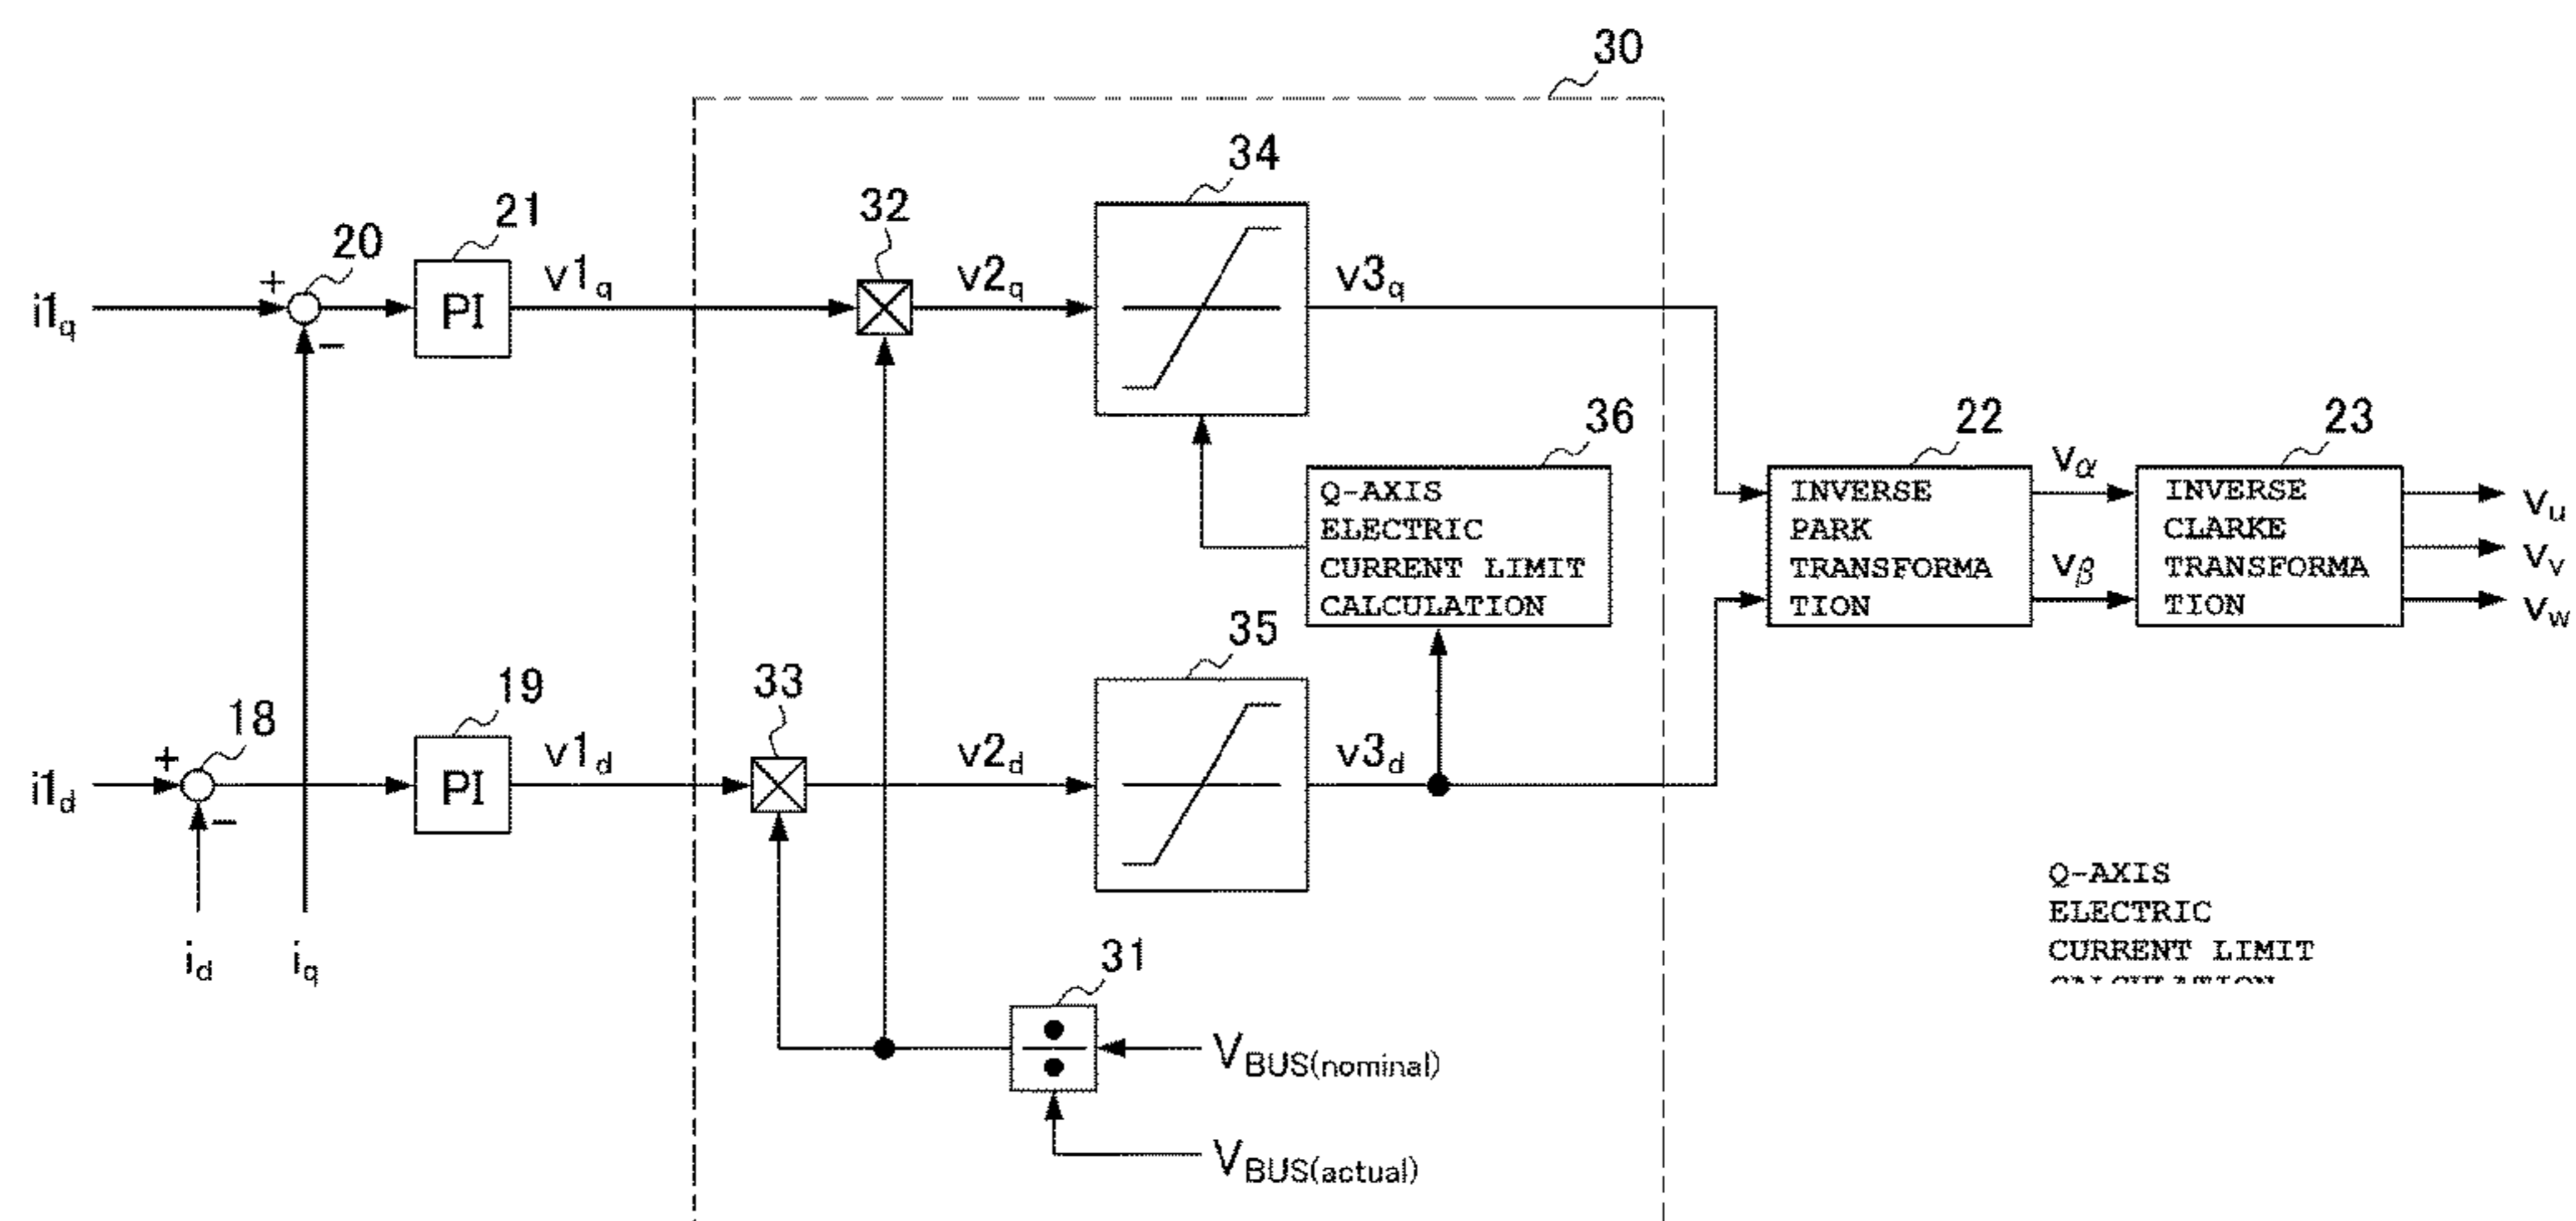 30
34
32
21
20
+
i1q
−
PI
v1q
v2q
v3q
36
22
23
Q-AXIS
ELECTRIC
CURRENT LIMIT
CALCULATION
INVERSE
PARK
TRANSFORMA
TION
vα
vβ
INVERSE
CLARKE
TRANSFORMA
TION
vu
vv
vw
35
33
19
18
+
i1d
−
PI
v1d
v2d
v3d
id
iq
31
VBUS(nominal)
VBUS(actual)
Q-AXIS
ELECTRIC
CURRENT LIMIT